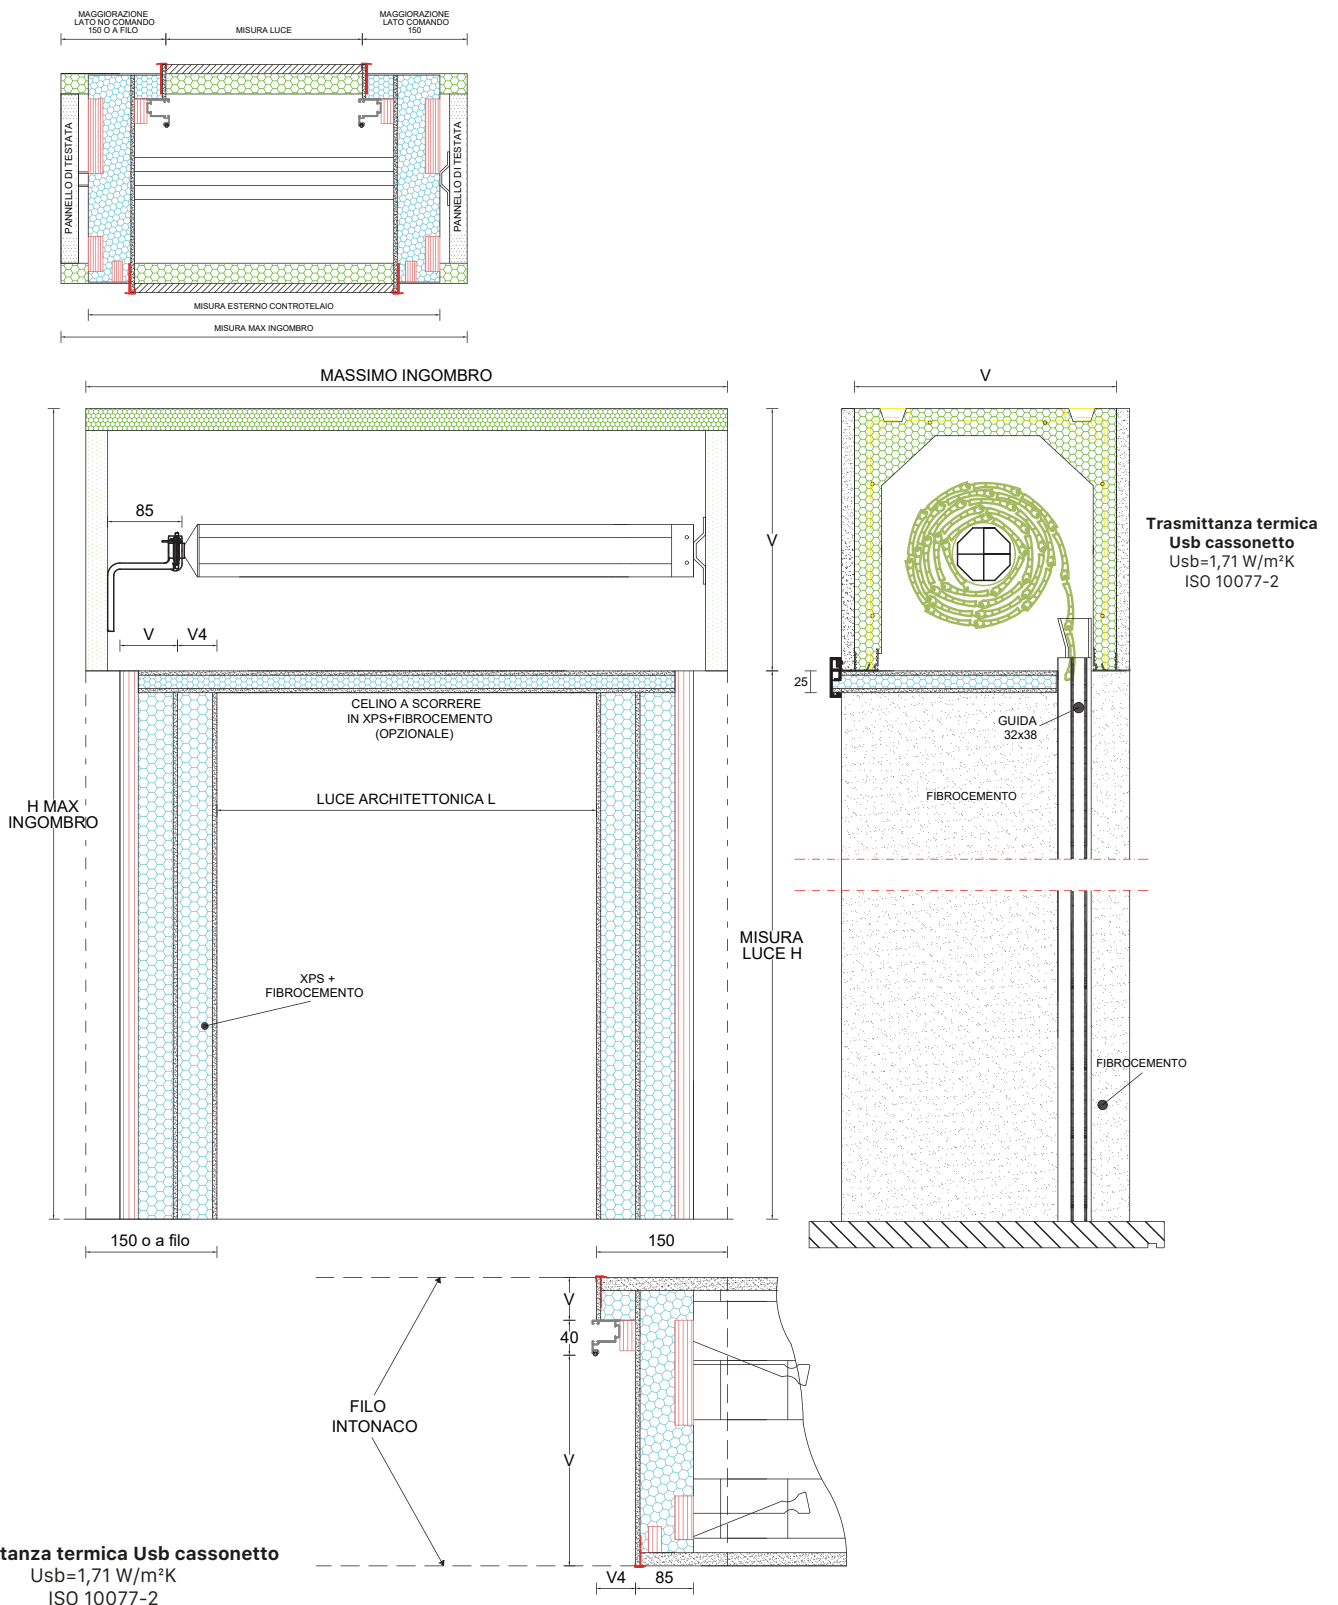 MAGGIORAZIONE
LATO NO COMANDO
150 O A FILO
MISURA LUCE
MAGGIORAZIONE
LATO COMANDO
150
PANNELLO DI TESTATA
PANNELLO DI TESTATA
MISURA ESTERNO CONTROTELAIO
MISURA MAX INGOMBRO
MASSIMO INGOMBRO
V
85
V
Trasmittanza termica
Usb cassonetto
Usb=1,71 W/m²K
ISO 10077-2
V
V4
25
CELINO A SCORRERE
IN XPS+FIBROCEMENTO
(OPZIONALE)
GUIDA
32x38
H MAX
INGOMBRO
LUCE ARCHITETTONICA L
FIBROCEMENTO
MISURA
LUCE H
XPS +
FIBROCEMENTO
FIBROCEMENTO
150 o a filo
150
V
40
FILO
INTONACO
V
tanza termica Usb cassonetto
Usb=1,71 W/m²K
ISO 10077-2
V4
85